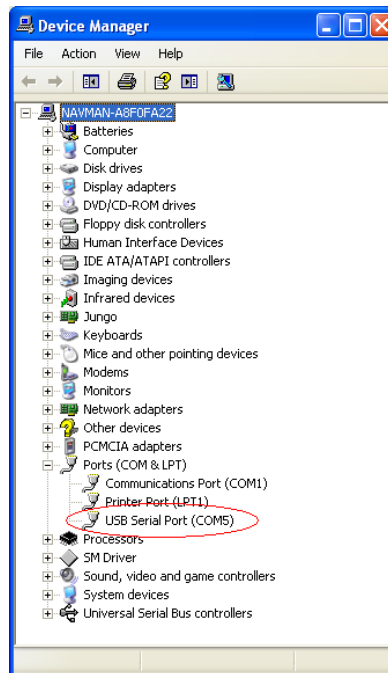 Device Manager
File Action View Help
NAVMAN-A8F0FA22
Batteries
Computer
Disk drives
Display adapters
DVD/CD-ROM drives
Floppy disk controllers
Human Interface Devices
IDE ATA/ATAPI controllers
Imaging devices
Infrared devices
Jungo
Keyboards
Mice and other pointing devices
Modems
Monitors
Network adapters
Other devices
PCMCIA adapters
Ports (COM & LPT)
Communications Port (COM1)
Printer Port (LPT1)
USB Serial Port (COM5)
Processors
SM Driver
Sound, video and game controllers
System devices
Universal Serial Bus controllers